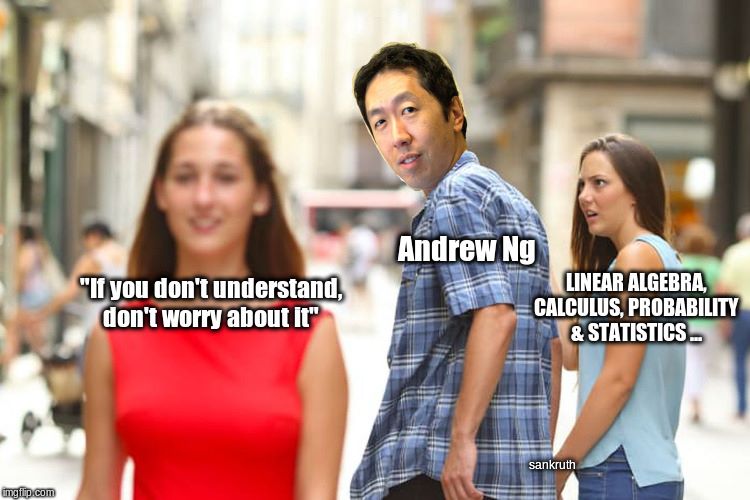 Andrew Ng
"If you don't understand,
don't worry about it"
LINEAR ALGEBRA,
CALCULUS, PROBABILITY
& STATISTICS ...
sankruth
imgflip.com